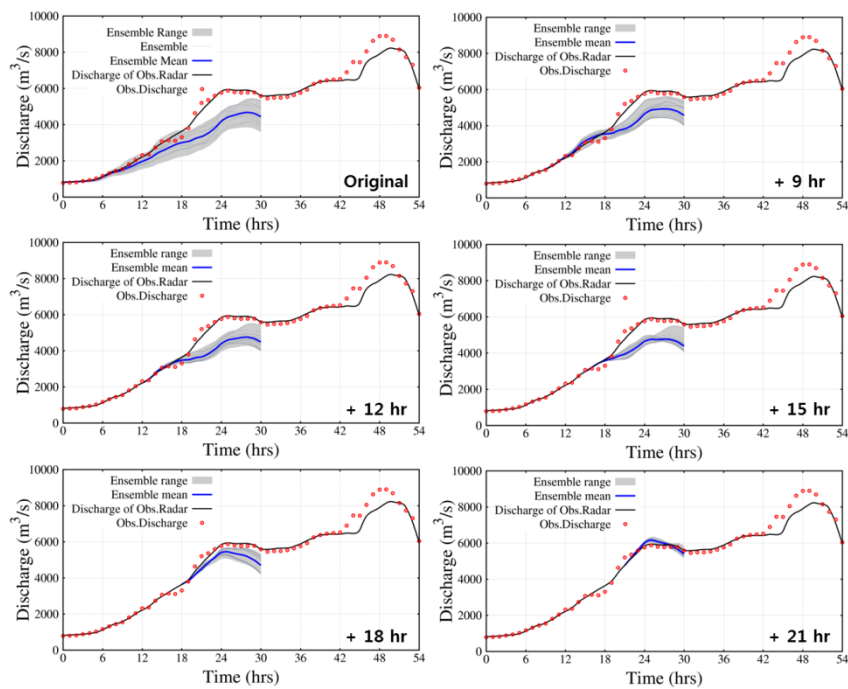 10000
8000
6000
4000
2000
0
Discharge (m³/s)
Ensemble Range
Ensemble
Ensemble Mean
Discharge of Obs.Radar
Obs.Discharge
Original
0 6 12 18 24 30 36 42 48 54
Time (hrs)
10000
8000
6000
4000
2000
0
Discharge (m³/s)
Ensemble range
Ensemble mean
Discharge of Obs.Radar
Obs.Discharge
+ 9 hr
0 6 12 18 24 30 36 42 48 54
Time (hrs)
10000
8000
6000
4000
2000
0
Discharge (m³/s)
Ensemble range
Ensemble mean
Discharge of Obs.Radar
Obs.Discharge
+ 12 hr
0 6 12 18 24 30 36 42 48 54
Time (hrs)
10000
8000
6000
4000
2000
0
Discharge (m³/s)
Ensemble range
Ensemble mean
Discharge of Obs.Radar
Obs.Discharge
+ 15 hr
0 6 12 18 24 30 36 42 48 54
Time (hrs)
10000
8000
6000
4000
2000
0
Discharge (m³/s)
Ensemble range
Ensemble mean
Discharge of Obs.Radar
Obs.Discharge
+ 18 hr
0 6 12 18 24 30 36 42 48 54
Time (hrs)
10000
8000
6000
4000
2000
0
Discharge (m³/s)
Ensemble range
Ensemble mean
Discharge of Obs.Radar
Obs.Discharge
+ 21 hr
0 6 12 18 24 30 36 42 48 54
Time (hrs)